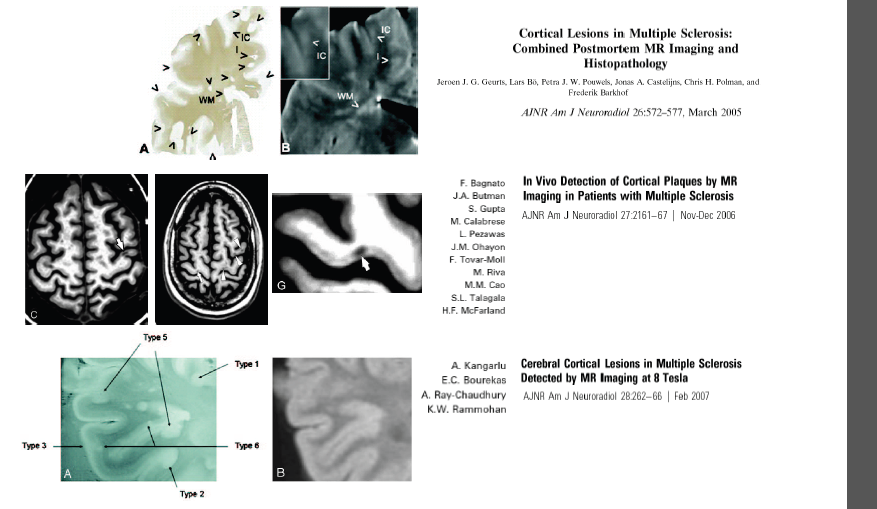 IC
I
WM
A
IC
IC
I
WM
B
Cortical Lesions in Multiple Sclerosis:
Combined Postmortem MR Imaging and
Histopathology
Jeroen J. G. Geurts, Lars Bö, Petra J. W. Pouwels, Jonas A. Castelijns, Chris H. Polman, and
Frederik Barkhof
AJNR Am J Neuroradiol 26:572–577, March 2005
C
G
F. Bagnato
J.A. Butman
S. Gupta
M. Calabrese
L. Pezawas
J.M. Ohayon
F. Tovar-Moll
M. Riva
M.M. Cao
S.L. Talagala
H.F. McFarland
In Vivo Detection of Cortical Plaques by MR
Imaging in Patients with Multiple Sclerosis
AJNR Am J Neuroradiol 27:2161–67 | Nov-Dec 2006
Type 5
Type 1
Type 3
Type 6
Type 2
A
B
A. Kangarlu
E.C. Bourekas
A. Ray-Chaudhury
K.W. Rammohan
Cerebral Cortical Lesions in Multiple Sclerosis
Detected by MR Imaging at 8 Tesla
AJNR Am J Neuroradiol 28:262–66 | Feb 2007